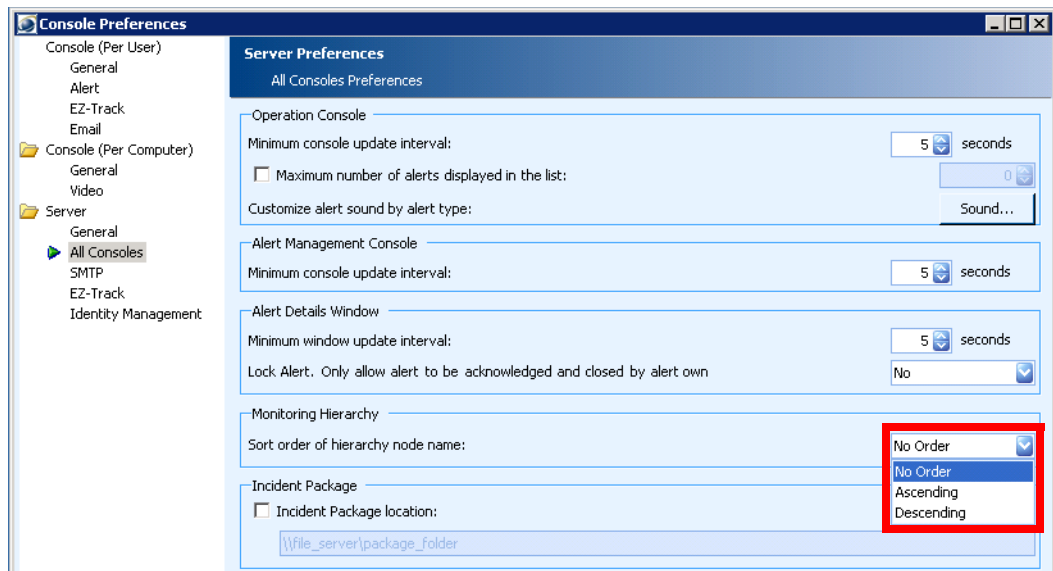 Console Preferences
Console (Per User)
General
Alert
EZ-Track
Email
Console (Per Computer)
General
Video
Server
General
All Consoles
SMTP
EZ-Track
Identity Management
Server Preferences
All Consoles Preferences
Operation Console
Minimum console update interval: 5 seconds
Maximum number of alerts displayed in the list: 0
Customize alert sound by alert type: Sound...
Alert Management Console
Minimum console update interval: 5 seconds
Alert Details Window
Minimum window update interval: 5 seconds
Lock Alert. Only allow alert to be acknowledged and closed by alert own No
Monitoring Hierarchy
Sort order of hierarchy node name: No Order
No Order
Ascending
Descending
Incident Package
Incident Package location:
\\file_server\package_folder